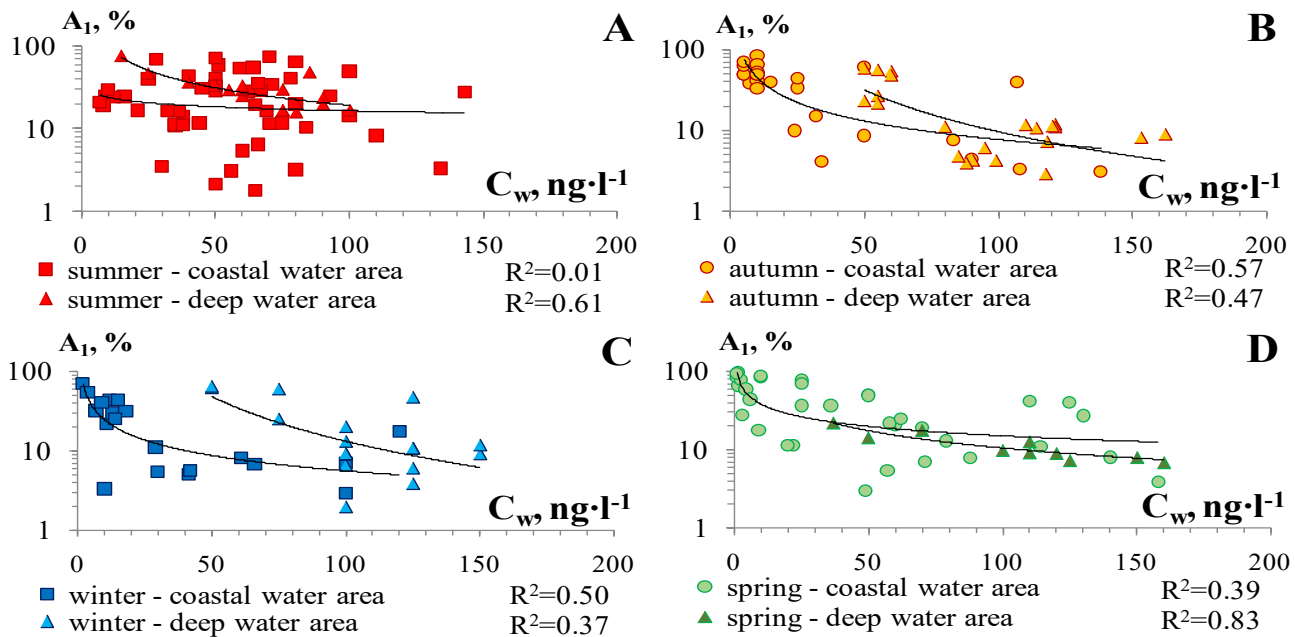 A₁, %
A
100
10
1
0
50
100
150
200
C_w, ng·l⁻¹
summer - coastal water area R²=0.01
summer - deep water area R²=0.61
A₁, %
B
100
10
1
0
50
100
150
200
C_w, ng·l⁻¹
autumn - coastal water area R²=0.57
autumn - deep water area R²=0.47
A₁, %
C
100
10
1
0
50
100
150
200
C_w, ng·l⁻¹
winter - coastal water area R²=0.50
winter - deep water area R²=0.37
A₁, %
D
100
10
1
0
50
100
150
200
C_w, ng·l⁻¹
spring - coastal water area R²=0.39
spring - deep water area R²=0.83